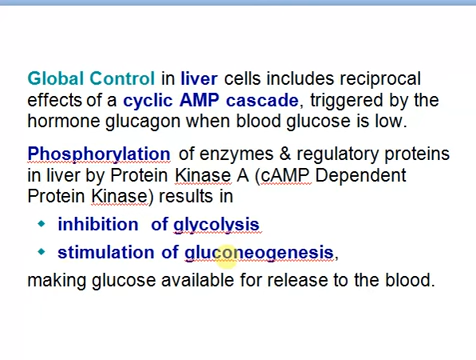 Global Control in liver cells includes reciprocal
effects of a cyclic AMP cascade, triggered by the
hormone glucagon when blood glucose is low.
Phosphorylation of enzymes & regulatory proteins
in liver by Protein Kinase A (cAMP Dependent
Protein Kinase) results in
inhibition of glycolysis
stimulation of gluconeogenesis,
making glucose available for release to the blood.